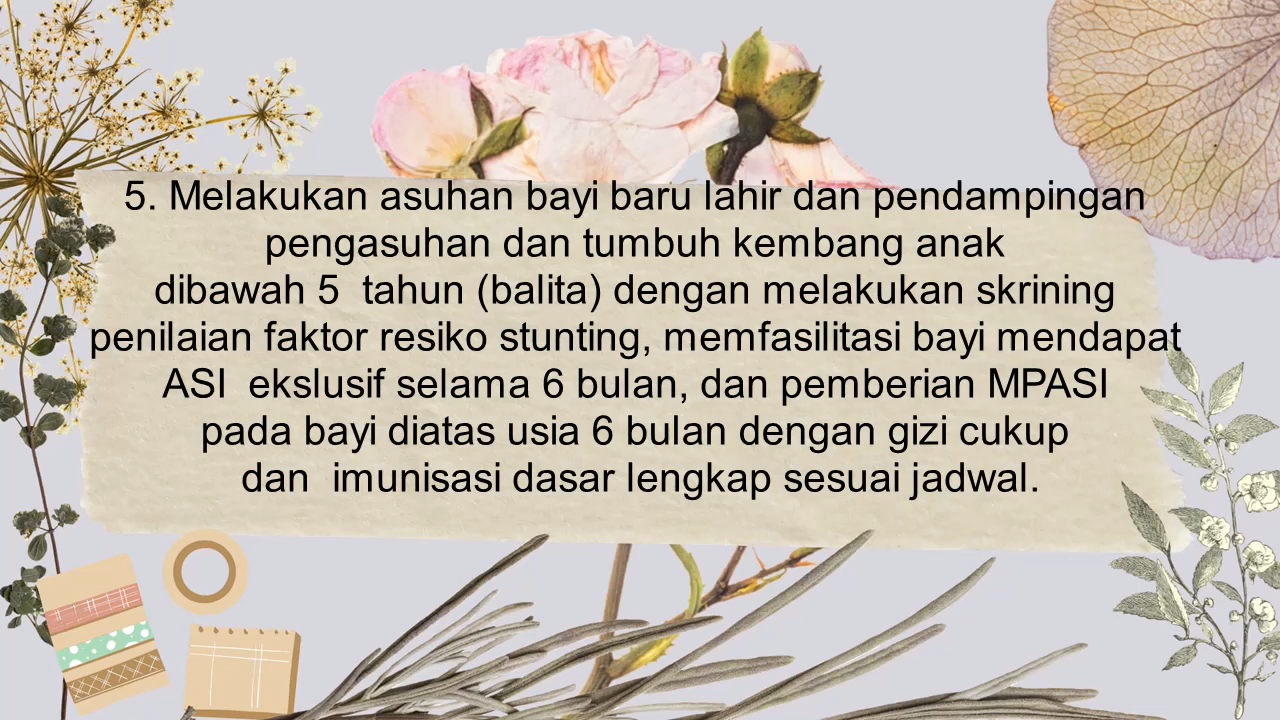 5. Melakukan asuhan bayi baru lahir dan pendampingan
pengasuhan dan tumbuh kembang anak
dibawah 5  tahun (balita) dengan melakukan skrining
penilaian faktor resiko stunting, memfasilitasi bayi mendapat
ASI  ekslusif selama 6 bulan, dan pemberian MPASI
pada bayi diatas usia 6 bulan dengan gizi cukup
dan  imunisasi dasar lengkap sesuai jadwal.